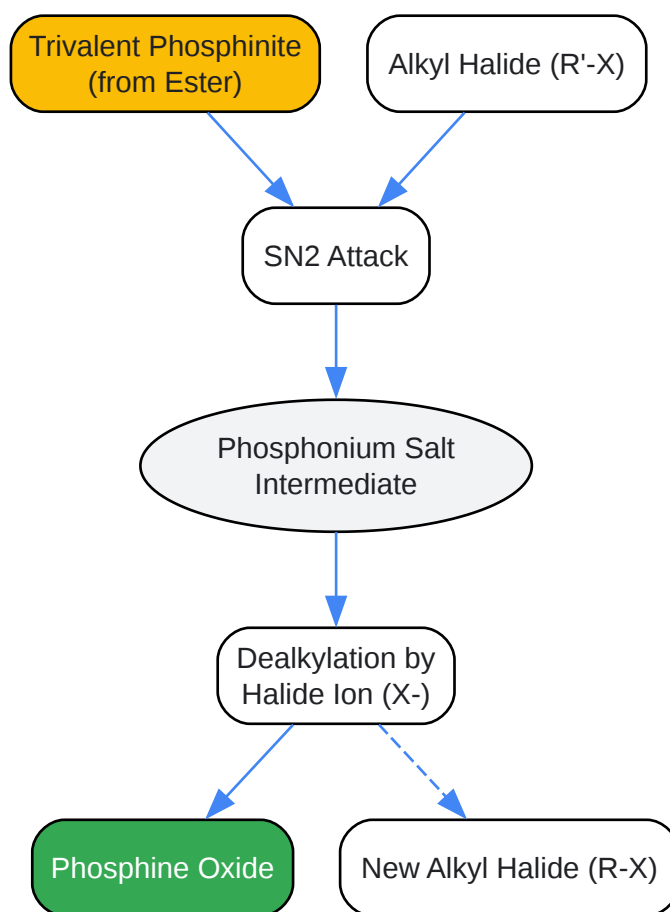 Trivalent Phosphinite
(from Ester)
Alkyl Halide (R'-X)
SN2 Attack
Phosphonium Salt
Intermediate
Dealkylation by
Halide Ion (X-)
Phosphine Oxide
New Alkyl Halide (R-X)